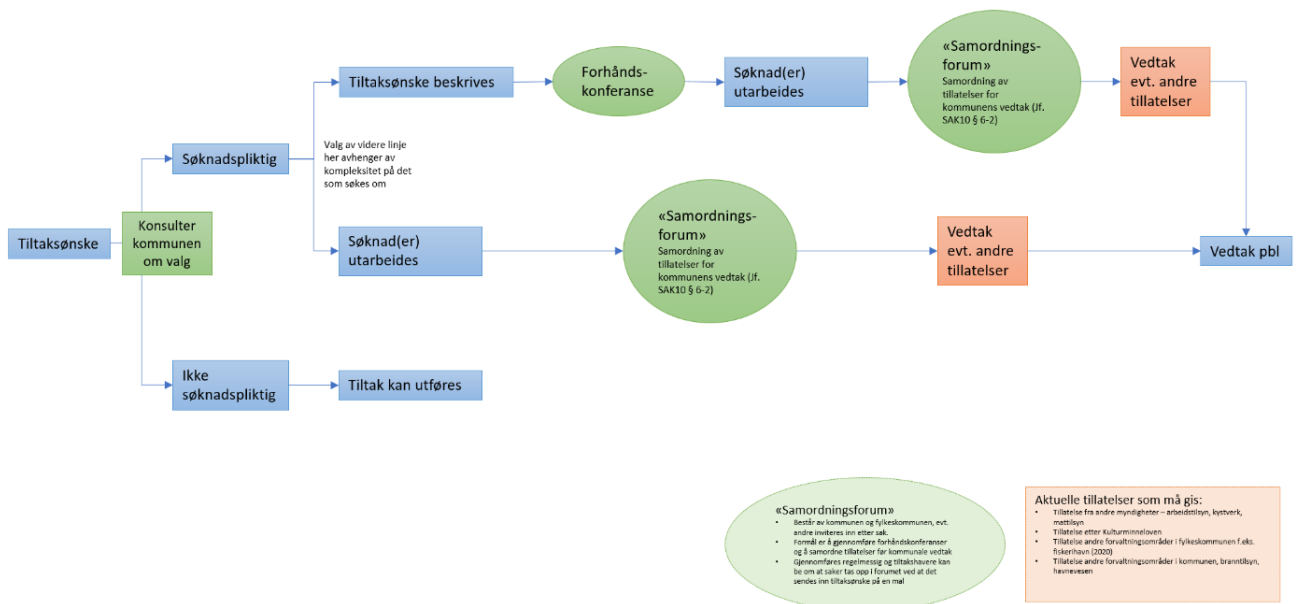 Tiltaksønske
Konsulter
kommunen
om valg
Søknadspliktig
Valg av videre linje
her avhenger av
kompleksitet på det
som søkes om
Tiltaksønske beskrives
Forhånds-
konferanse
Søknad(er)
utarbeides
«Samordnings-
forum»
Samordning av
tillatelser for
kommunens vedtak (Jf.
SAK10 § 6-2)
Vedtak
evt. andre
tillatelser
Søknad(er)
utarbeides
«Samordnings-
forum»
Samordning av
tillatelser for
kommunens vedtak (Jf.
SAK10 § 6-2)
Vedtak
evt. andre
tillatelser
Vedtak pbl
Ikke
søknadspliktig
Tiltak kan utføres
«Samordningsforum»
• Består av kommunen og fylkeskommunen, evt.
andre inviteres inn etter sak.
• Formål er å gjennomføre forhåndskonferanser
og å samordne tillatelser før kommunale vedtak
• Gjennomføres regelmessig og tiltakshavere kan
be om at saker tas opp i forumet ved at det
sendes inn tiltaksønske på en mal
Aktuelle tillatelser som må gis:
• Tillatelse fra andre myndigheter – arbeidstilsyn, kystverk,
mattilsyn
• Tillatelse etter Kulturminneloven
• Tillatelse andre forvaltningsområder i fylkeskommunen f.eks.
fiskerihavn (2020)
• Tillatelse andre forvaltningsområder i kommunen, branntilsyn,
havnevesen